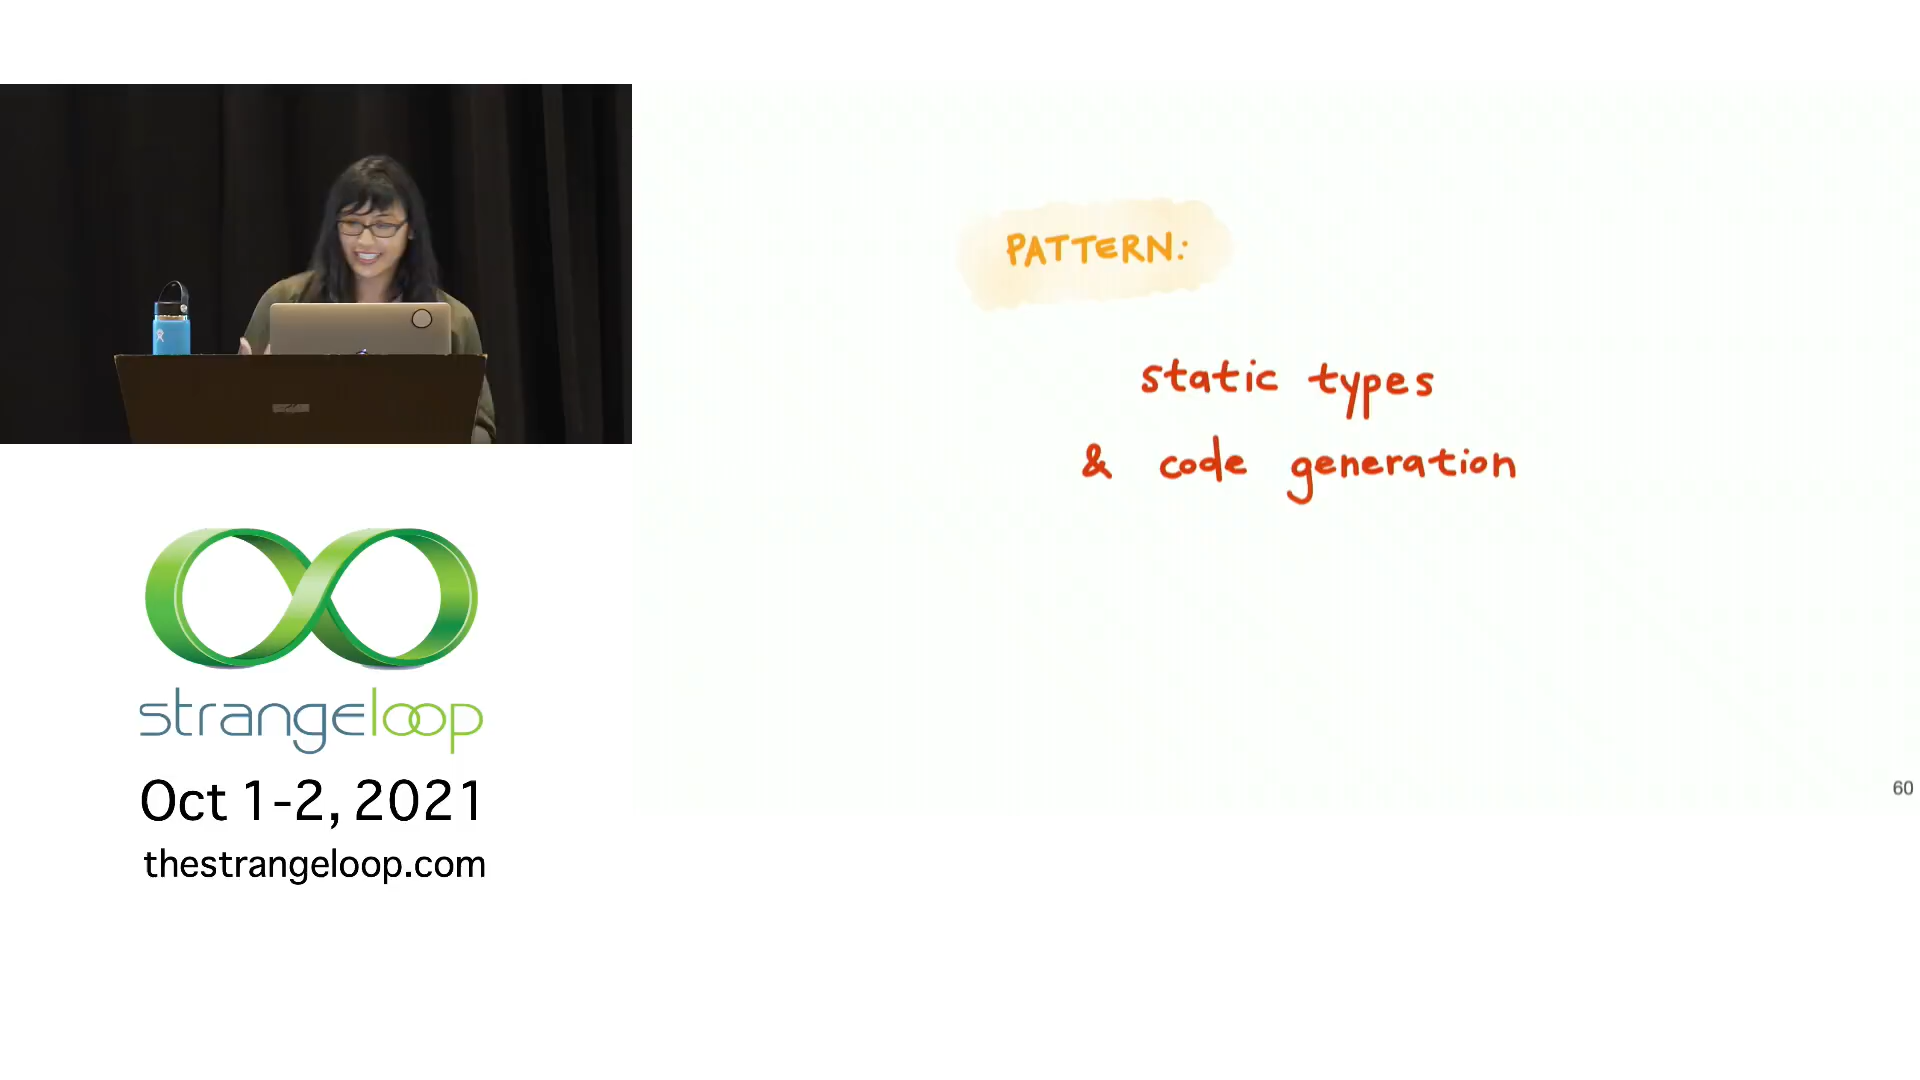 PATTERN:
static types
& code generation
60
strangeloop
Oct 1-2, 2021
thestrangeloop.com